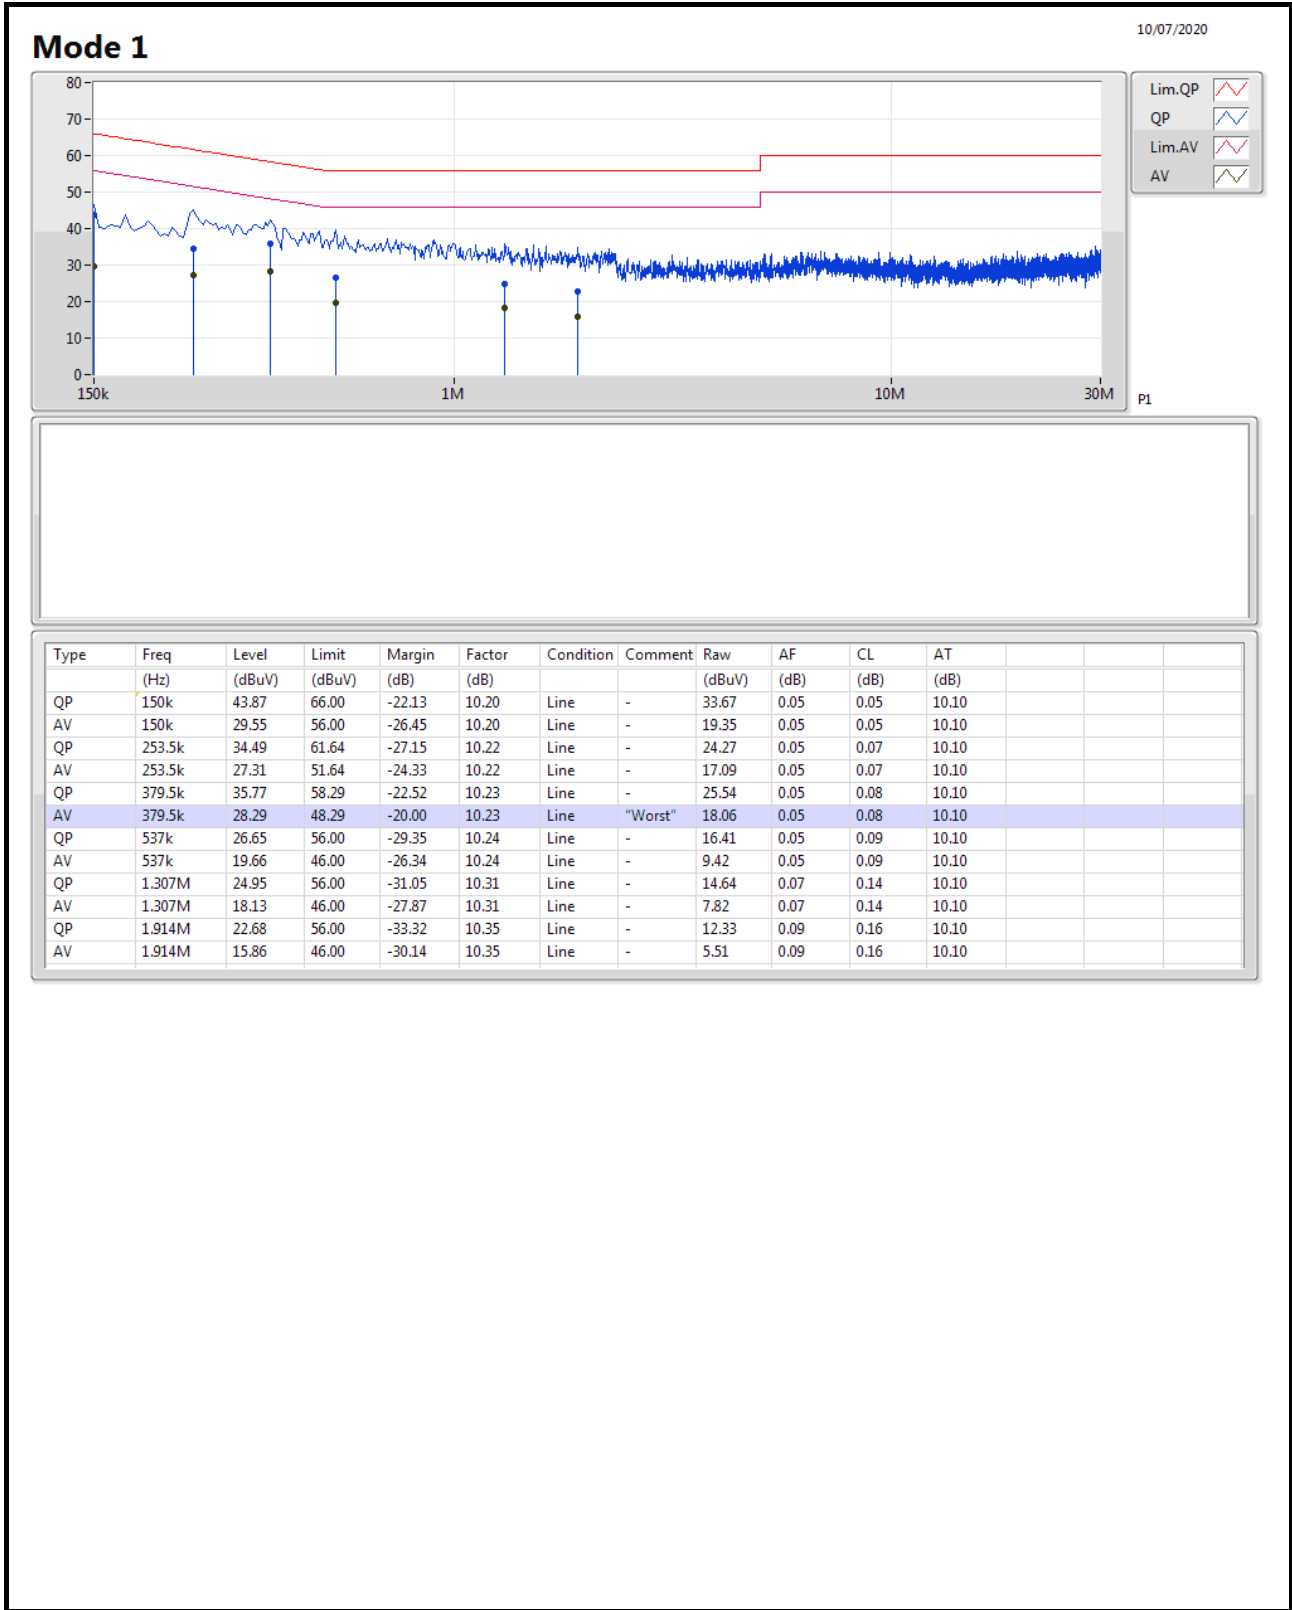 10/07/2020
Mode 1
80
70
60
50
40
30
20
10
0
150k 1M 10M 30M
Lim.QP
QP
Lim.AV
AV
P1
Type Freq Level Limit Margin Factor Condition Comment Raw AF CL AT
(Hz) (dBuV) (dBuV) (dB) (dB) (dBuV) (dB) (dB) (dB)
QP 150k 43.87 66.00 -22.13 10.20 Line - 33.67 0.05 0.05 10.10
AV 150k 29.55 56.00 -26.45 10.20 Line - 19.35 0.05 0.05 10.10
QP 253.5k 34.49 61.64 -27.15 10.22 Line - 24.27 0.05 0.07 10.10
AV 253.5k 27.31 51.64 -24.33 10.22 Line - 17.09 0.05 0.07 10.10
QP 379.5k 35.77 58.29 -22.52 10.23 Line - 25.54 0.05 0.08 10.10
AV 379.5k 28.29 48.29 -20.00 10.23 Line "Worst" 18.06 0.05 0.08 10.10
QP 537k 26.65 56.00 -29.35 10.24 Line - 16.41 0.05 0.09 10.10
AV 537k 19.66 46.00 -26.34 10.24 Line - 9.42 0.05 0.09 10.10
QP 1.307M 24.95 56.00 -31.05 10.31 Line - 14.64 0.07 0.14 10.10
AV 1.307M 18.13 46.00 -27.87 10.31 Line - 7.82 0.07 0.14 10.10
QP 1.914M 22.68 56.00 -33.32 10.35 Line - 12.33 0.09 0.16 10.10
AV 1.914M 15.86 46.00 -30.14 10.35 Line - 5.51 0.09 0.16 10.10